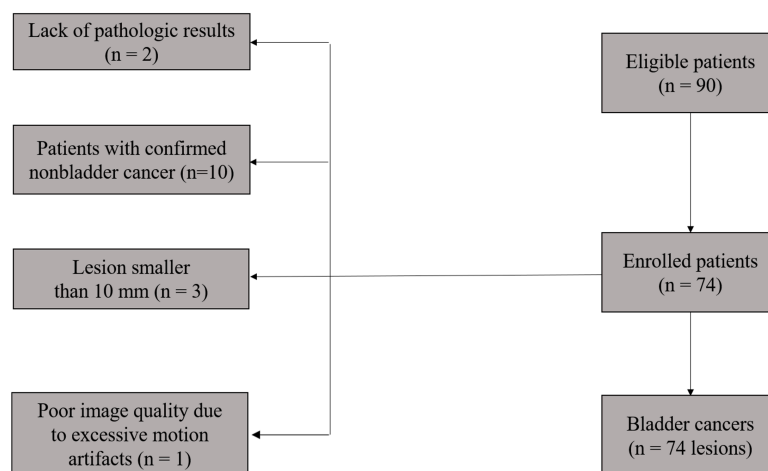 Lack of pathologic results
(n = 2)
Patients with confirmed
nonbladder cancer (n=10)
Lesion smaller
than 10 mm (n = 3)
Poor image quality due
to excessive motion
artifacts (n = 1)
Eligible patients
(n = 90)
Enrolled patients
(n = 74)
Bladder cancers
(n = 74 lesions)